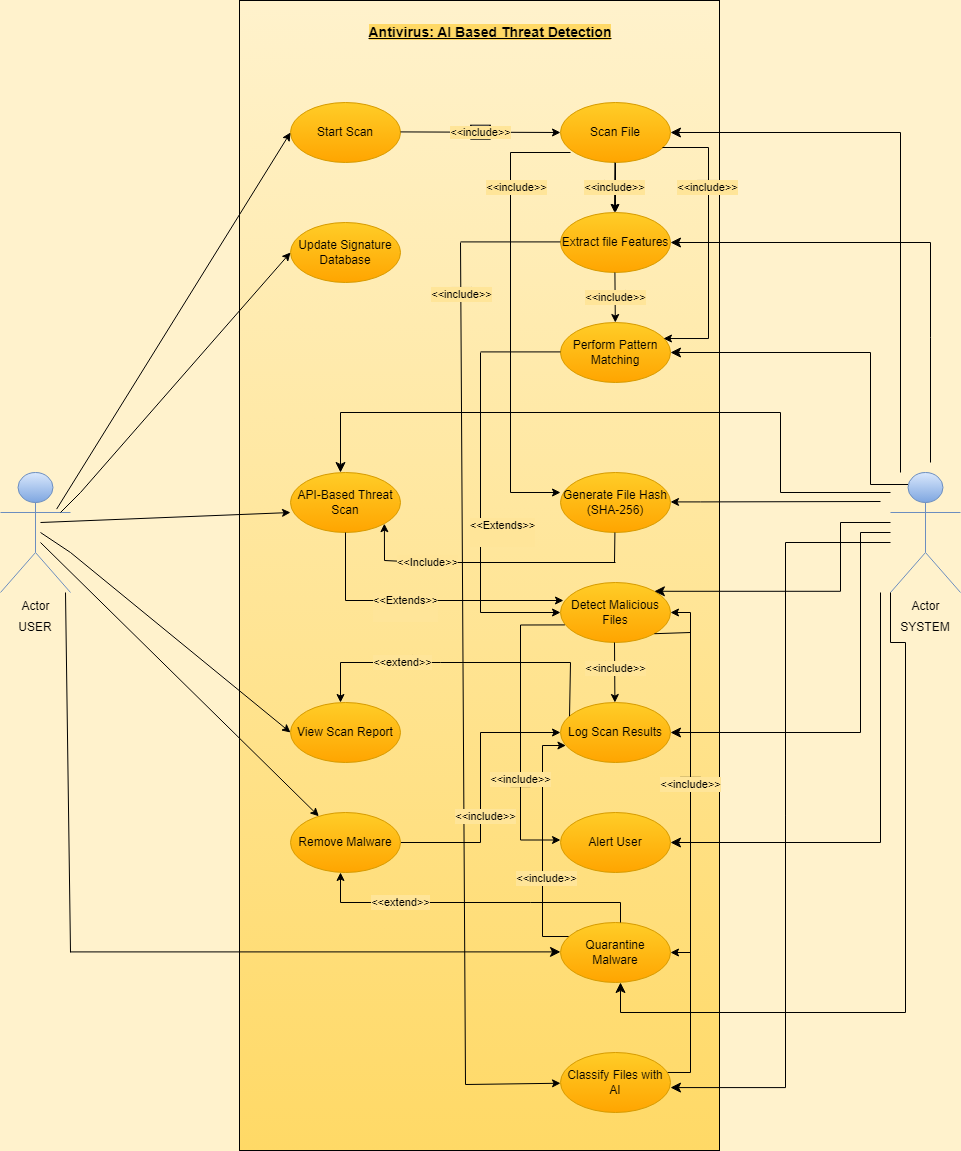 Antivirus: AI Based Threat Detection
Start Scan
<<include>>
Scan File
<<include>>
<<include>>
<<include>>
Update Signature
Database
Extract file Features
<<include>>
<<include>>
Perform Pattern
Matching
API-Based Threat
Scan
Generate File Hash
(SHA-256)
<<Extends>>
<<Include>>
<<Extends>>
Detect Malicious
Files
Actor
USER
Actor
SYSTEM
<<extend>>
<<include>>
View Scan Report
Log Scan Results
<<include>>
<<include>>
<<include>>
Remove Malware
Alert User
<<include>>
<<extend>>
Quarantine
Malware
Classify Files with
AI